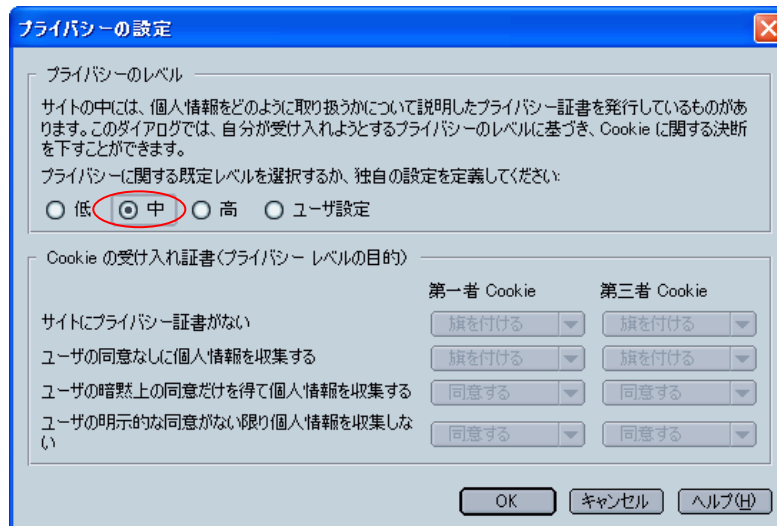 プライバシーの設定
プライバシーのレベル
サイトの中には、個人情報をどのように取り扱うかについて説明したプライバシー証書を発行しているものがあ
ります。このダイアログでは、自分が受け入れようとするプライバシーのレベルに基づき、Cookie に関する決断
を下すことができます。
プライバシーに関する既定レベルを選択するか、独自の設定を定義してください:
低 中 高 ユーザ設定
Cookie の受け入れ証書(プライバシー レベルの目的)
第一者 Cookie 第三者 Cookie
サイトにプライバシー証書がない 旗を付ける 旗を付ける
ユーザの同意なしに個人情報を収集する 旗を付ける 旗を付ける
ユーザの暗黙上の同意だけを得て個人情報を収集する 同意する 同意する
ユーザの明示的な同意がない限り個人情報を収集しな
い 同意する 同意する
OK キャンセル ヘルプ(H)